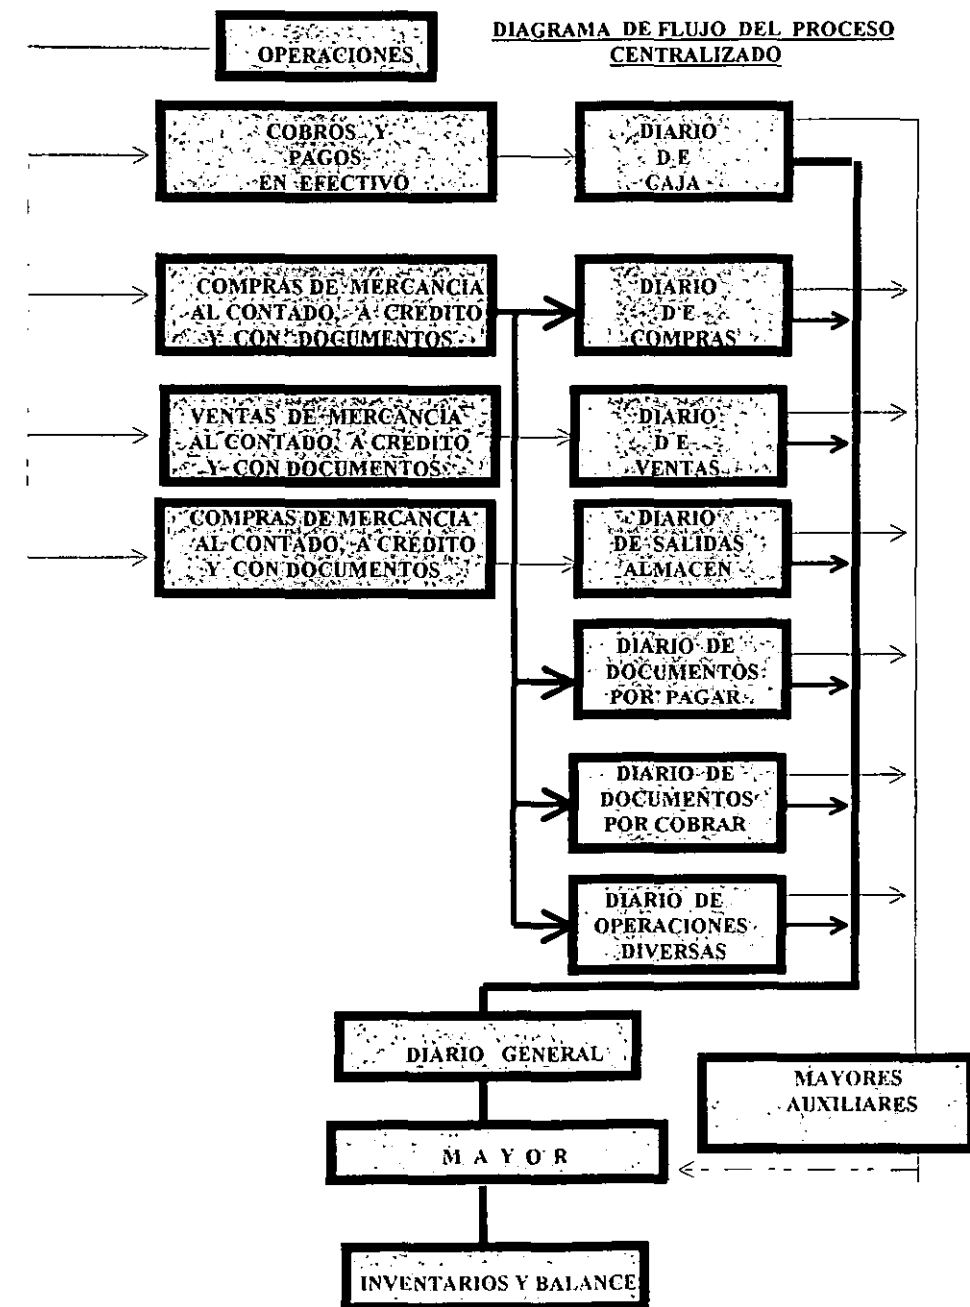 DIAGRAMA DE FLUJO DEL PROCESO
CENTRALIZADO
OPERACIONES
COBROS Y
PAGOS
EN EFECTIVO
DIARIO
DE
CAJA
COMPRAS DE MERCANCIA
AL CONTADO, A CREDITO
Y CON DOCUMENTOS
DIARIO
DE
COMPRAS
VENTAS DE MERCANCIA
AL CONTADO, A CREDITO
Y CON DOCUMENTOS
DIARIO
DE
VENTAS
COMPRAS DE MERCANCIA
AL CONTADO, A CREDITO
Y CON DOCUMENTOS
DIARIO
DE SALIDAS
ALMACEN
DIARIO DE
DOCUMENTOS
POR PAGAR
DIARIO DE
DOCUMENTOS
POR COBRAR
DIARIO DE
OPERACIONES
DIVERSAS
DIARIO GENERAL
MAYORES
AUXILIARES
M A Y O R
INVENTARIOS Y BALANCE